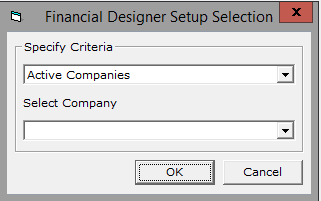 Financial Designer Setup Selection
x
Specify Criteria
Active Companies
Select Company
OK
Cancel